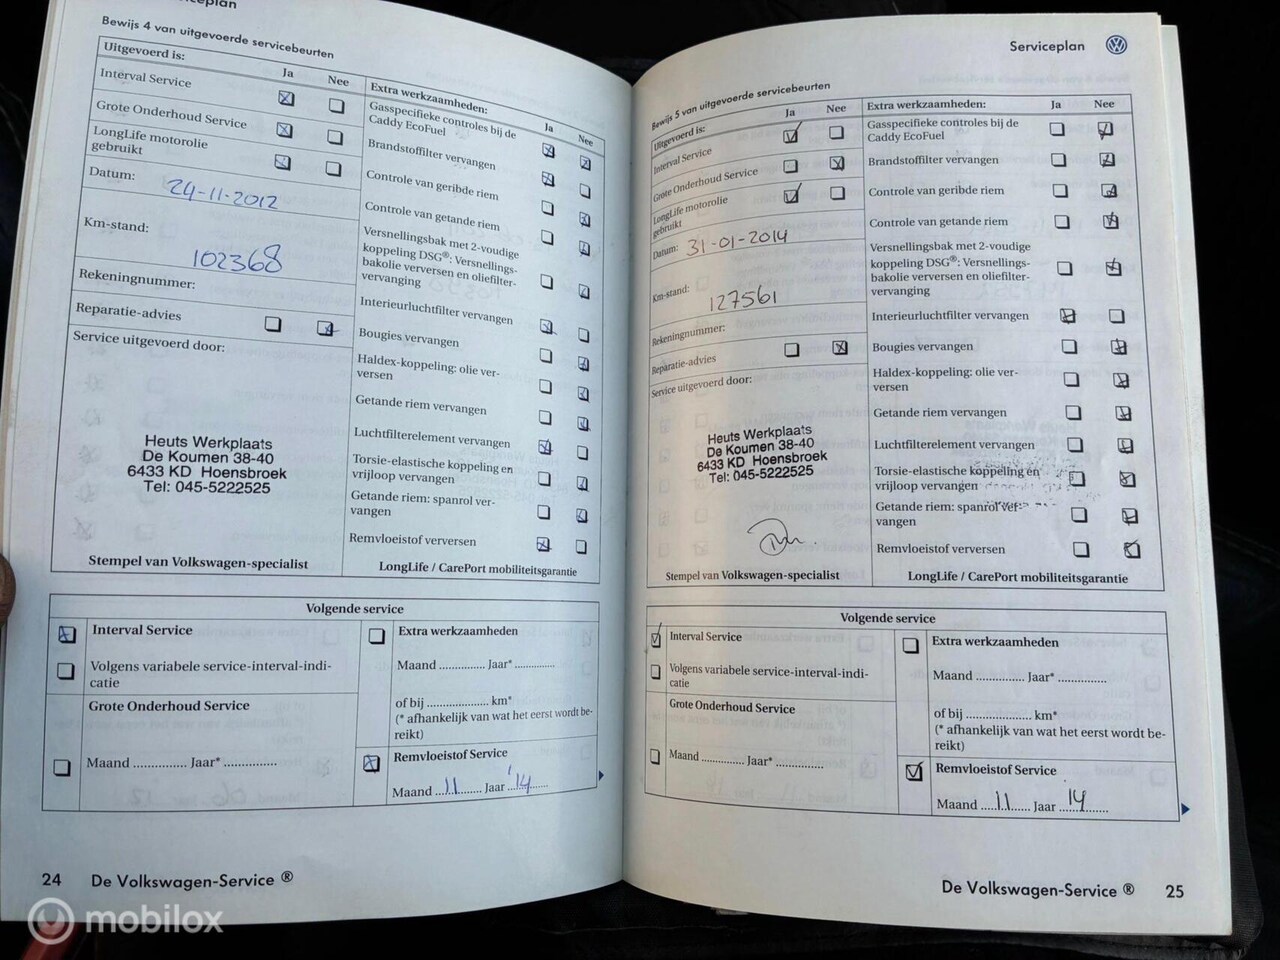 Serviceplan
Bewijs 4 van uitgevoerde servicebeurten
Uitgevoerd is:
Ja
Nee
Interval Service
Grote Onderhoud Service
LongLife motorolie
gebruikt
Datum:
24-11-2012
Km-stand:
102368
Rekeningnummer:
Reparatie-advies
Service uitgevoerd door:
Heuts Werkplaats
De Koumen 38-40
6433 KD Hoensbroek
Tel: 045-5222525
Stempel van Volkswagen-specialist
Extra werkzaamheden:
Ja
Nee
Gasspecifieke controles bij de
Caddy EcoFuel
Brandstoffilter vervangen
Controle van geribde riem
Controle van getande riem
Versnellingsbak met 2-voudige
koppeling DSG®: Versnellings-
bakolie verversen en oliefilter-
vervanging
Interieurluchtfilter vervangen
Bougies vervangen
Haldex-koppeling: olie ver-
versen
Getande riem vervangen
Luchtfilterelement vervangen
Torsie-elastische koppeling en
vrijloop vervangen
Getande riem: spanrol ver-
vangen
Remvloeistof verversen
LongLife / CarePort mobiliteitsgarantie
Volgende service
Interval Service
Volgens variabele service-interval-indi-
catie
Grote Onderhoud Service
Maand .............. Jaar* ..............
Extra werkzaamheden
Maand .............. Jaar* ..............
of bij .................... km*
(* afhankelijk van wat het eerst wordt be-
reikt)
Remvloeistof Service
Maand ...11...... Jaar ..'14......
24 De Volkswagen-Service ®
Serviceplan
Bewijs 5 van uitgevoerde servicebeurten
Uitgevoerd is:
Ja
Nee
Interval Service
Grote Onderhoud Service
LongLife motorolie
gebruikt
Datum: 31-01-2014
Km-stand:
127561
Rekeningnummer:
Reparatie-advies
Service uitgevoerd door:
Heuts Werkplaats
De Koumen 38-40
6433 KD Hoensbroek
Tel: 045-5222525
Stempel van Volkswagen-specialist
Extra werkzaamheden:
Ja
Nee
Gasspecifieke controles bij de
Caddy EcoFuel
Brandstoffilter vervangen
Controle van geribde riem
Controle van getande riem
Versnellingsbak met 2-voudige
koppeling DSG®: Versnellings-
bakolie verversen en oliefilter-
vervanging
Interieurluchtfilter vervangen
Bougies vervangen
Haldex-koppeling: olie ver-
versen
Getande riem vervangen
Luchtfilterelement vervangen
Torsie-elastische koppeling en
vrijloop vervangen
Getande riem: spanrol ver-
vangen
Remvloeistof verversen
LongLife / CarePort mobiliteitsgarantie
Volgende service
Interval Service
Volgens variabele service-interval-indi-
catie
Grote Onderhoud Service
Maand .............. Jaar* ..............
Extra werkzaamheden
Maand .............. Jaar* ..............
of bij .................... km*
(* afhankelijk van wat het eerst wordt be-
reikt)
Remvloeistof Service
Maand ....11..... Jaar ..14........
De Volkswagen-Service ® 25
mobilox